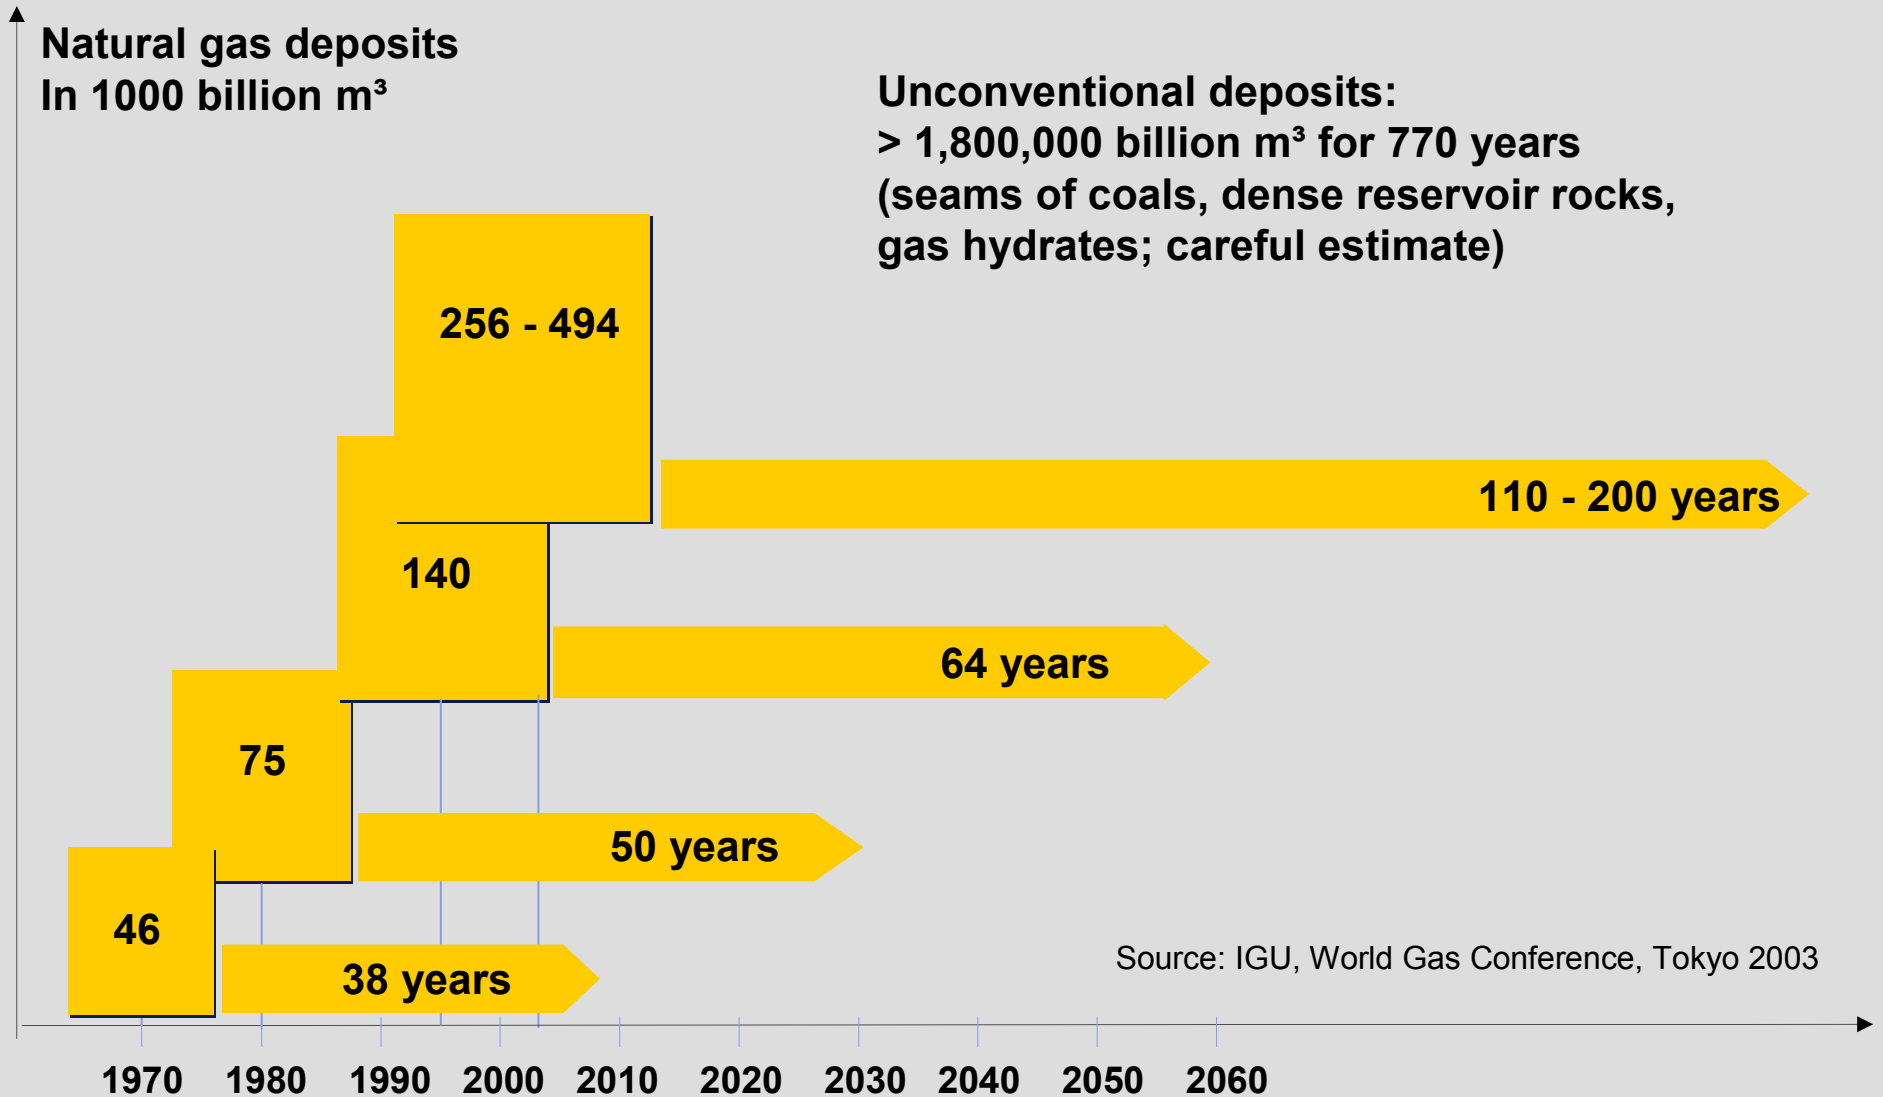 Natural gas deposits
In 1000 billion m³
Unconventional deposits:
> 1,800,000 billion m³ for 770 years
(seams of coals, dense reservoir rocks,
gas hydrates; careful estimate)
256 - 494
110 - 200 years
140
64 years
75
50 years
46
38 years
Source: IGU, World Gas Conference, Tokyo 2003
1970 1980 1990 2000 2010 2020 2030 2040 2050 2060